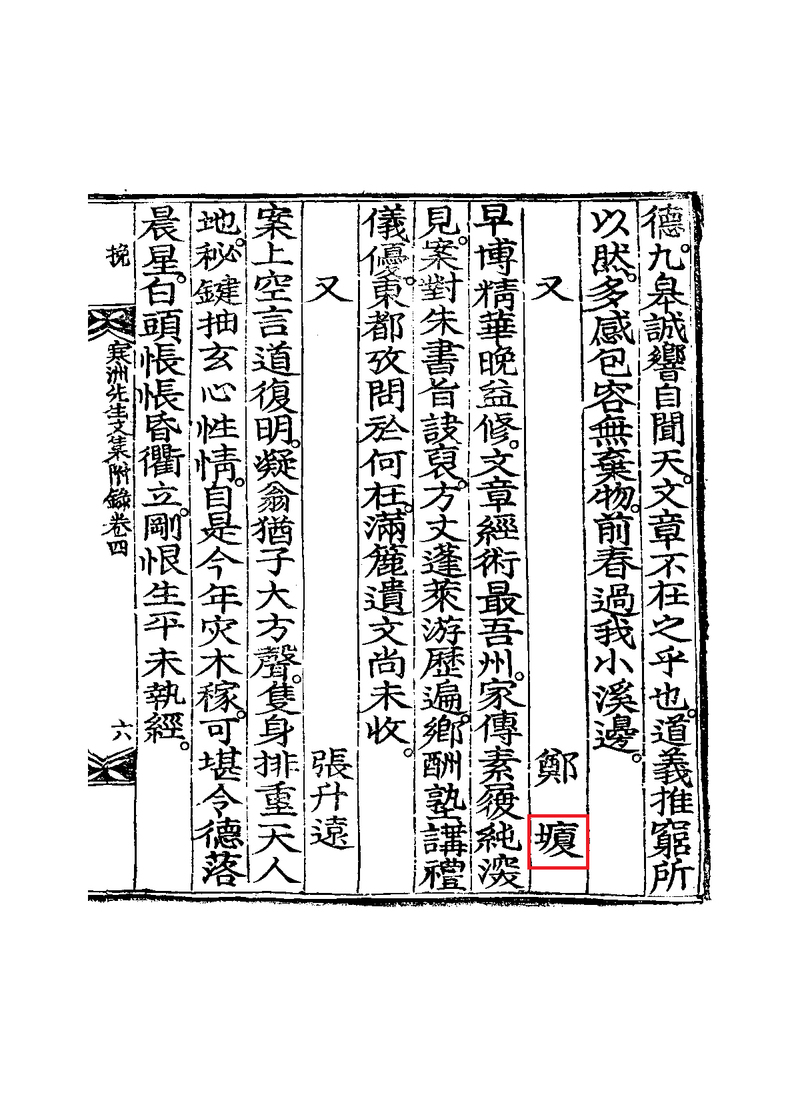 德。九皋誠響自聞天。文章不在之乎也。道義推窮所
以然。多感包容無棄物。前春過我小溪邊。
又 鄭
早博精華晚益修。文章經術最吾州。家傳素履純深
見。案對朱書旨訣裒。方丈蓬萊游歷遍。鄉酬塾講禮
儀優。東都攷問於何在。滿簏遺文尚未收。
又 張升遠
案上空言道復明。凝翁猶子大方聲。隻身排重天人
地。秘鍵抽玄心性情。自是今年灾木稼。可堪令德落
晨星。白頭悵悵昏衢立。剛恨生平未執經。
挽 寒洲先生文集附錄卷四 六